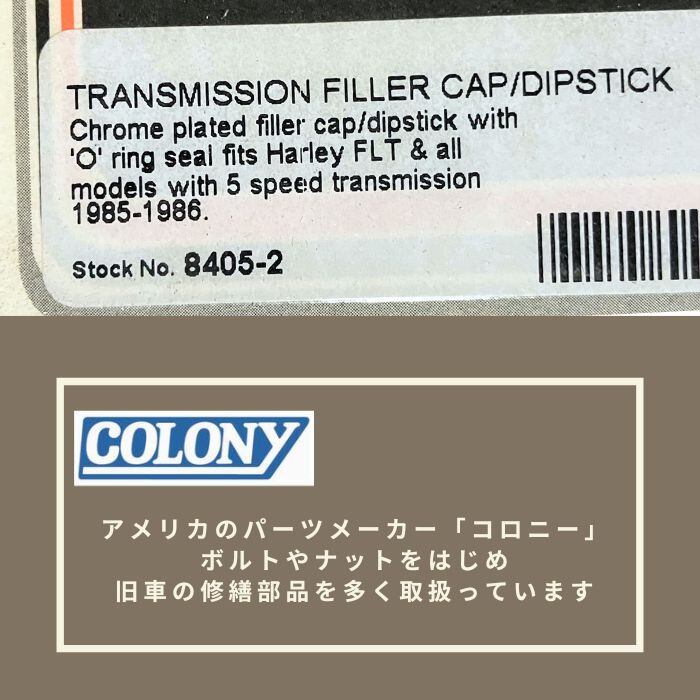 TRANSMISSION FILLER CAP/DIPSTICK
Chrome plated filler cap/dipstick with
'O' ring seal fits Harley FLT & all
models with 5 speed transmission
1985-1986.
Stock No. 8405-2
COLONY
アメリカのパーツメーカー「コロニー」
ボルトやナットをはじめ
旧車の修繕部品を多く取扱っています